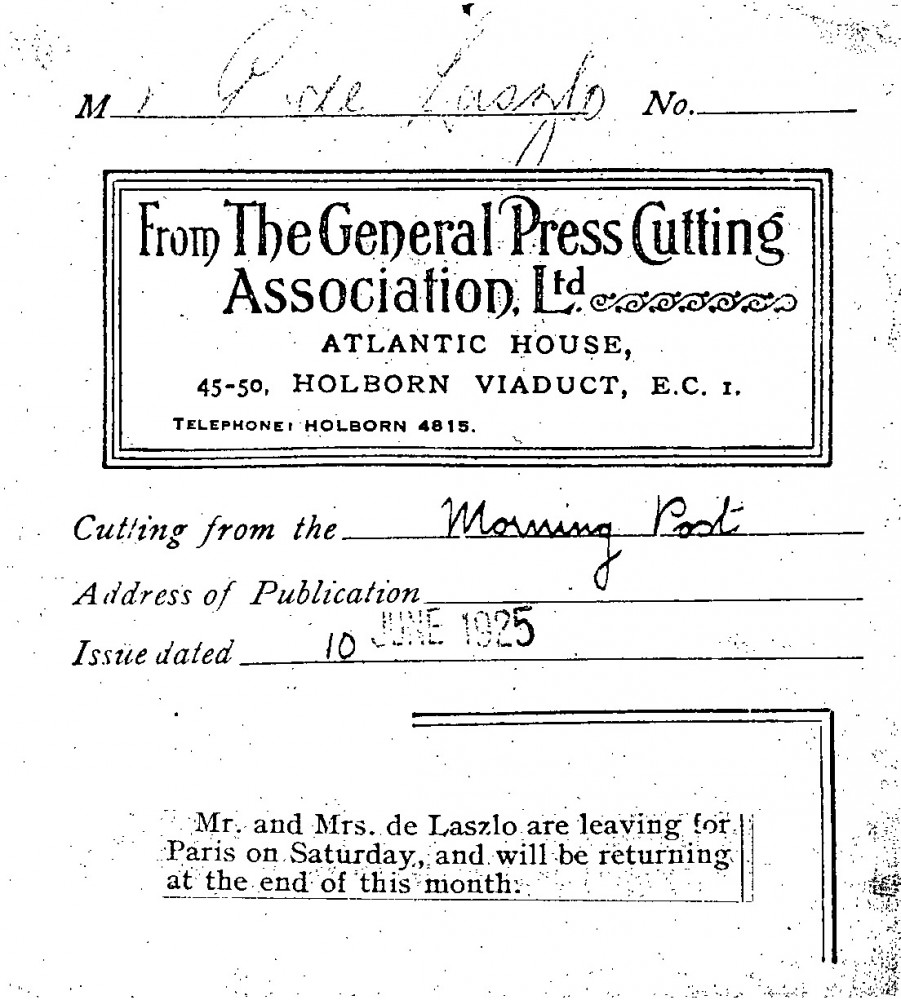 Mr P de Laszlo No.
From The General Press Cutting
Association, Ltd.
ATLANTIC HOUSE,
45-50, HOLBORN VIADUCT, E.C. 1.
TELEPHONE: HOLBORN 4815.
Cutting from the Morning Post
Address of Publication
Issue dated 10 JUNE 1925
Mr. and Mrs. de Laszlo are leaving for
Paris on Saturday, and will be returning
at the end of this month.